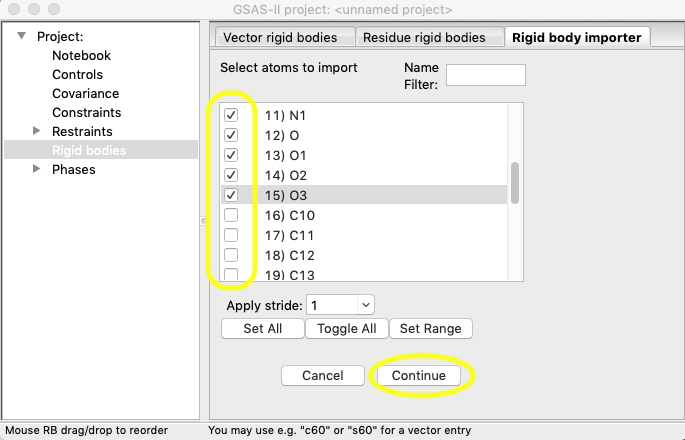 GSAS-II project: <unnamed project>
Project:
Notebook
Controls
Covariance
Constraints
Restraints
Rigid bodies
Phases
Vector rigid bodies
Residue rigid bodies
Rigid body importer
Select atoms to import
Name
Filter:
11) N1
12) O
13) O1
14) O2
15) O3
16) C10
17) C11
18) C12
19) C13
Apply stride: 1
Set All
Toggle All
Set Range
Cancel
Continue
Mouse RB drag/drop to reorder
You may use e.g. "c60" or "s60" for a vector entry